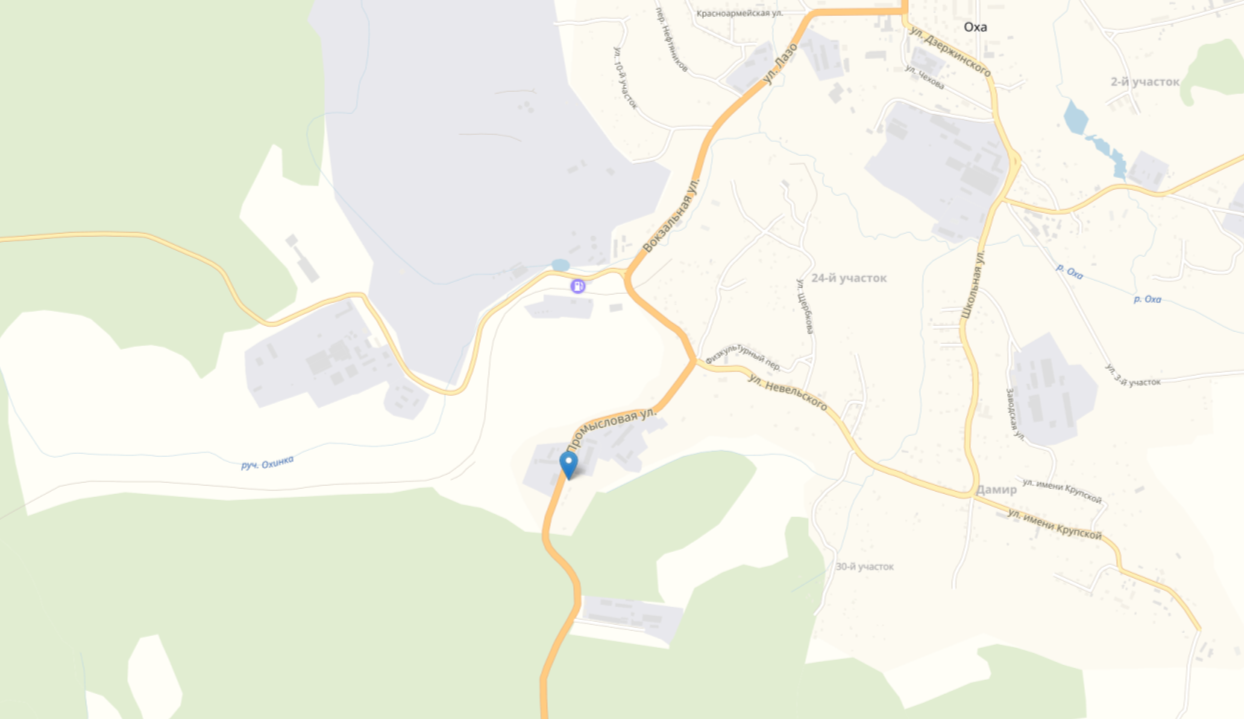 Красноармейская ул.
пер. Нефтяников
Оха
ул. Дзержинского
ул. Лазо
ул. 10-й участок
ул. Чехова
2-й участок
Вокзальная ул.
24-й участок
р. Оха
р. Оха
Школьная ул.
ул. Щербкова
Физкультурный пер.
ул. Невельского
ул. 3-й участок
Заводская ул.
Промысловая ул.
руч. Охинка
Дамир
ул. имени Крупской
ул. имени Крупской
30-й участок